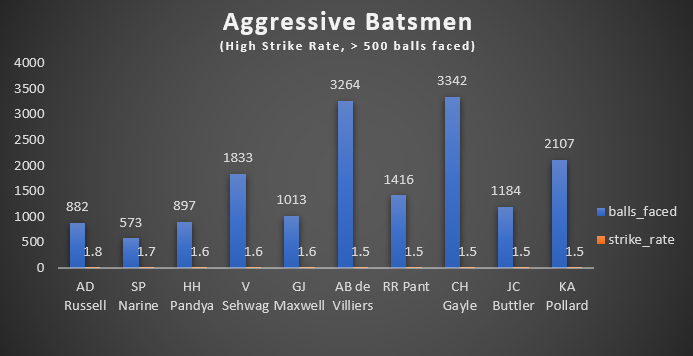 Aggressive Batsmen
(High Strike Rate, > 500 balls faced)
4000
3500
3000
2500
2000
1500
1000
500
0
882
573
897
1833
1013
3264
1416
3342
1184
2107
1.8
1.7
1.6
1.6
1.6
1.5
1.5
1.5
1.5
1.5
AD
Russell
SP
Narine
HH
Pandya
V
Sehwag
GJ
Maxwell
AB de
Villiers
RR Pant
CH
Gayle
JC
Buttler
KA
Pollard
balls_faced
strike_rate